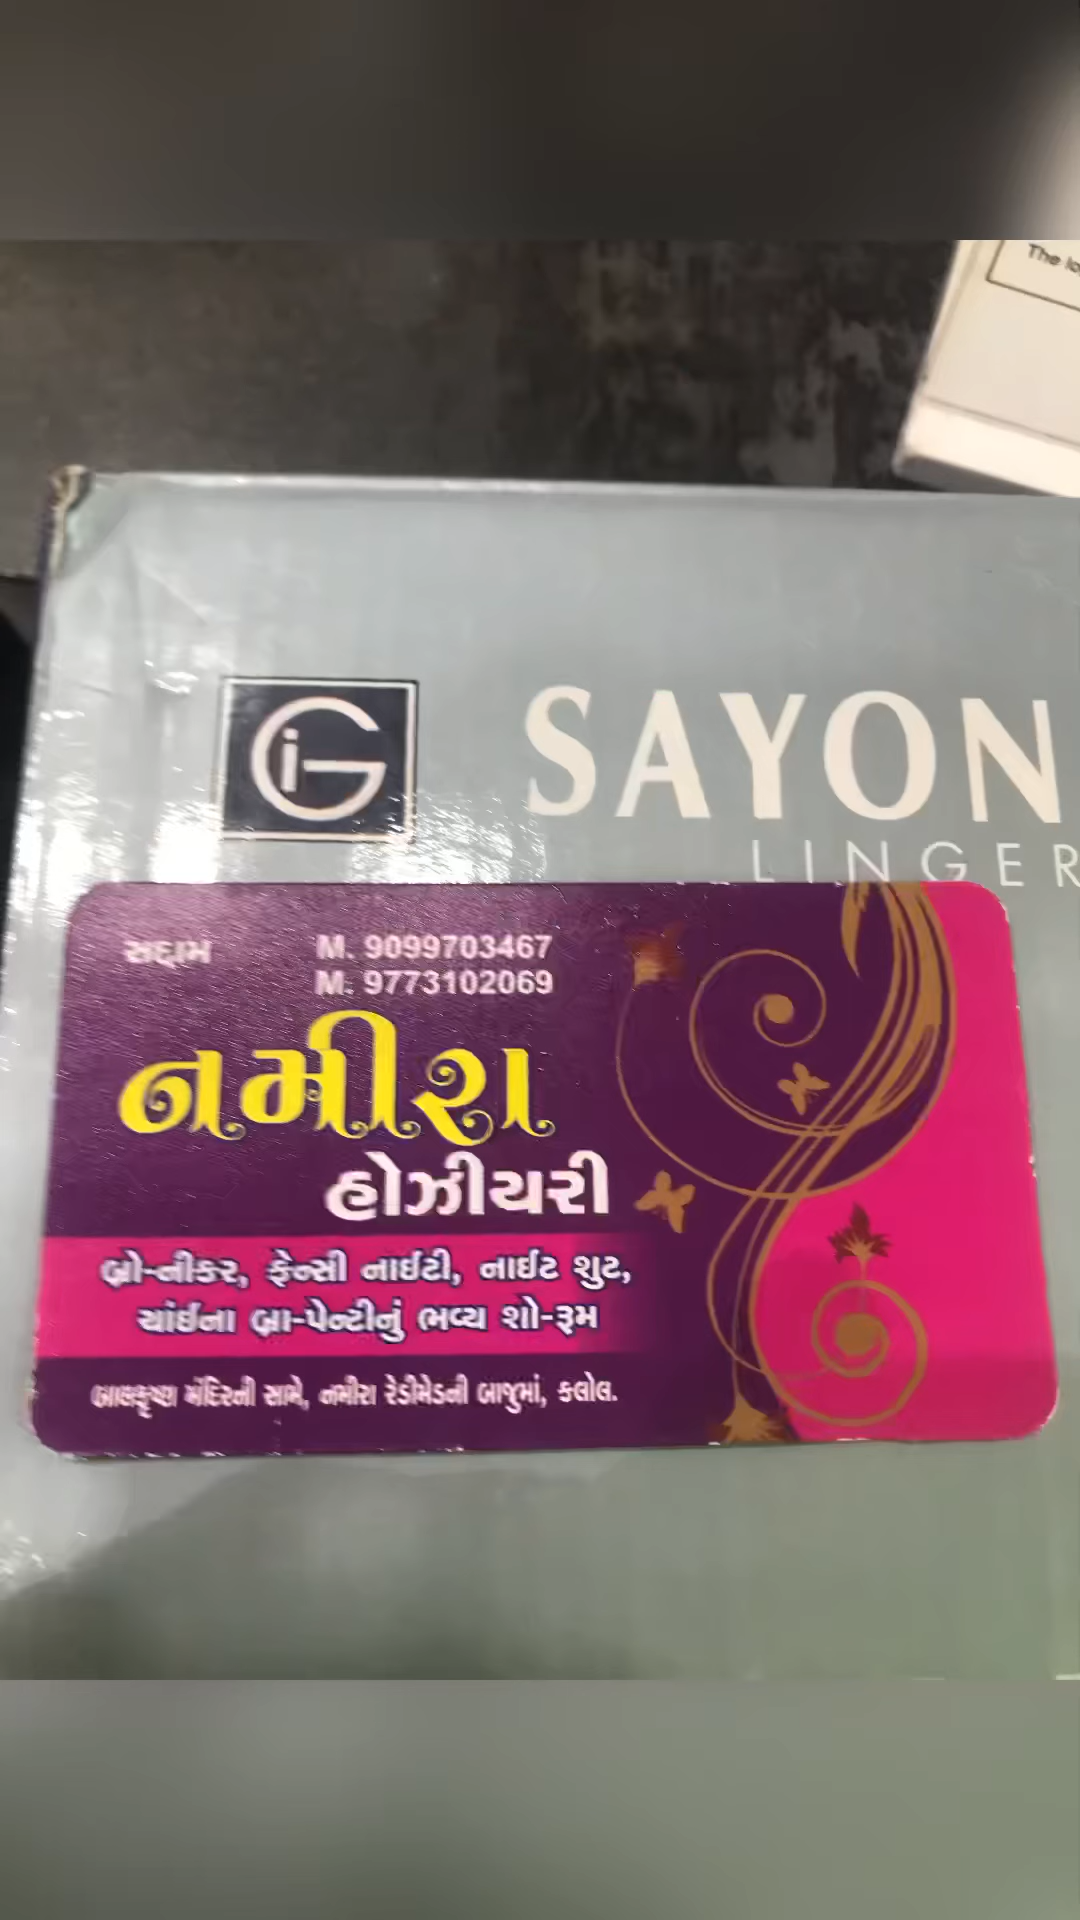 The lo
iG
SAYON
LINGER
સદ્દામ
M. 9099703467
M. 9773102069
નમીરા
હોઝીયરી
બ્રો-નીકર, ફેન્સી નાઈટી, નાઈટ શુટ,
ચાંઈના બ્રા-પેન્ટીનું ભવ્ય શો-રૂમ
બાલકૃષ્ણ મંદિરની સામે, નમીરા રેડીમેડની બાજુમાં, કલોલ.